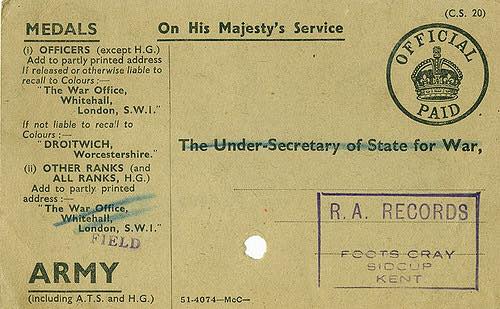 (C.S. 20)
MEDALS
On His Majesty's Service
(i) OFFICERS (except H.G.)
Add to partly printed address
If released or otherwise liable to
recall to Colours :—
"The War Office,
Whitehall,
London, S.W.1."
If not liable to recall to
Colours :—
"DROITWICH,
Worcestershire."
(ii) OTHER RANKS (and
ALL RANKS, H.G.)
Add to partly printed
address :—
"The War Office,
Whitehall,
London, S.W.1."
FIELD
ARMY
(including A.T.S. and H.G.)
OFFICIAL
PAID
The Under-Secretary of State for War,
R.A. RECORDS
FOOTS CRAY
SIDCUP
KENT
51-4074—McC—